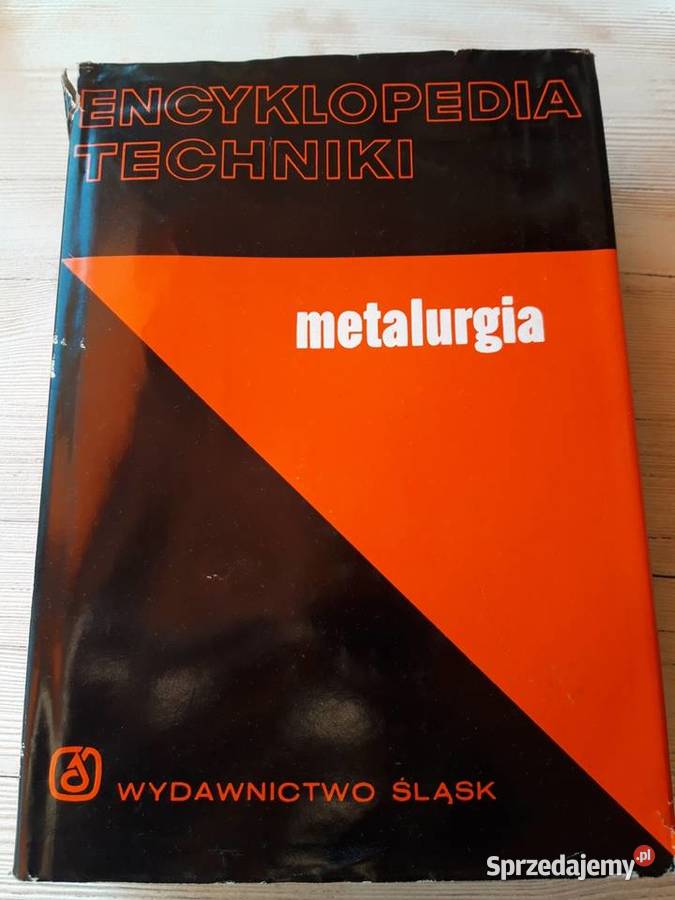 ENCYKLOPEDIA
TECHNIKI
metalurgia
WYDAWNICTWO ŚLĄSK
Sprzedajemy.pl